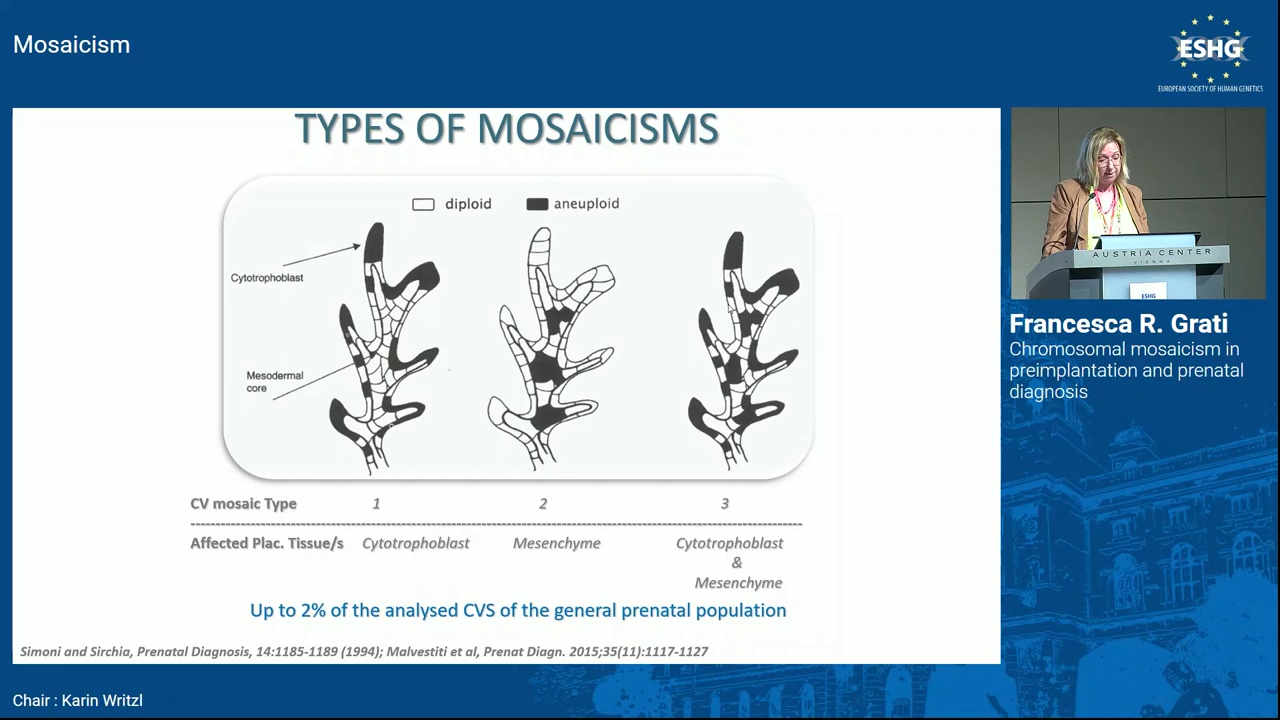 Mosaicism
ESHG
EUROPEAN SOCIETY OF HUMAN GENETICS
TYPES OF MOSAICISMS
diploid
aneuploid
Cytotrophoblast
Mesodermal
core
CV mosaic Type 1 2 3
Affected Plac. Tissue/s Cytotrophoblast Mesenchyme Cytotrophoblast
&
Mesenchyme
Up to 2% of the analysed CVS of the general prenatal population
Simoni and Sirchia, Prenatal Diagnosis, 14:1185-1189 (1994); Malvestiti et al, Prenat Diagn. 2015;35(11):1117-1127
AUSTRIA CENTER
VIENNA
ESHG
Francesca R. Grati
Chromosomal mosaicism in
preimplantation and prenatal
diagnosis
Chair : Karin Writzl